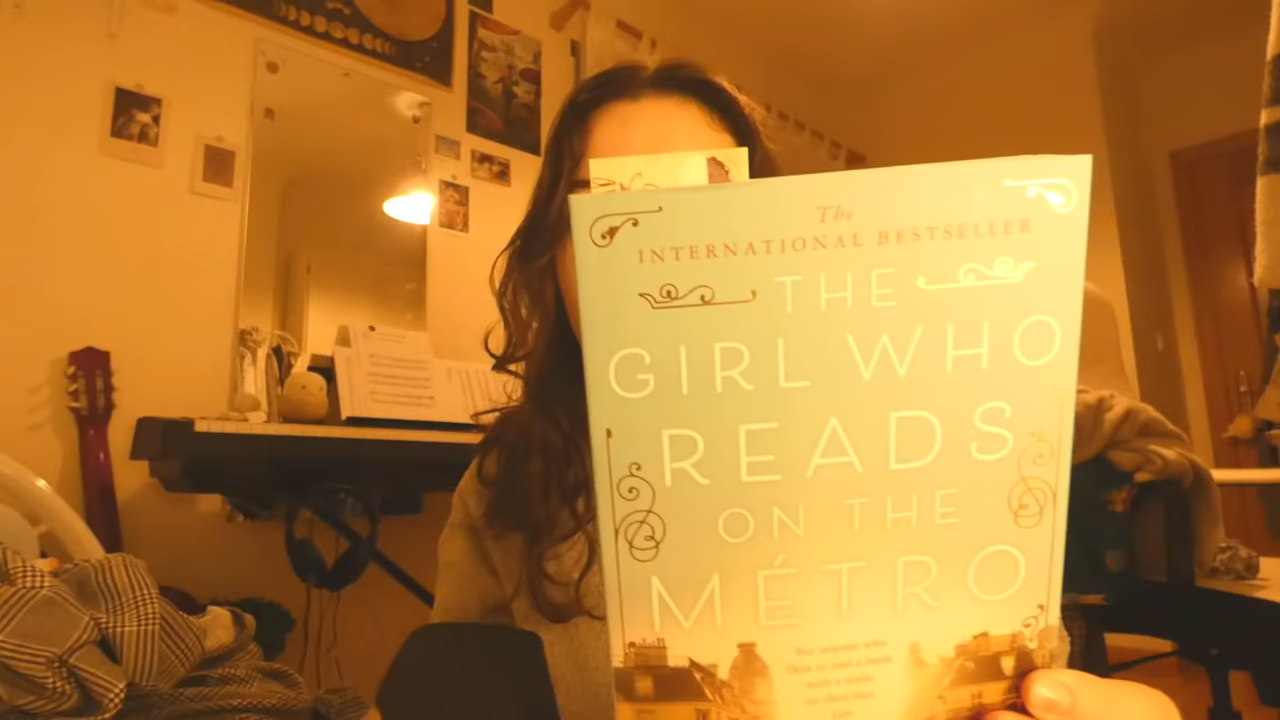 The
INTERNATIONAL BESTSELLER
THE
GIRL WHO
READS
ON THE
MÉTRO